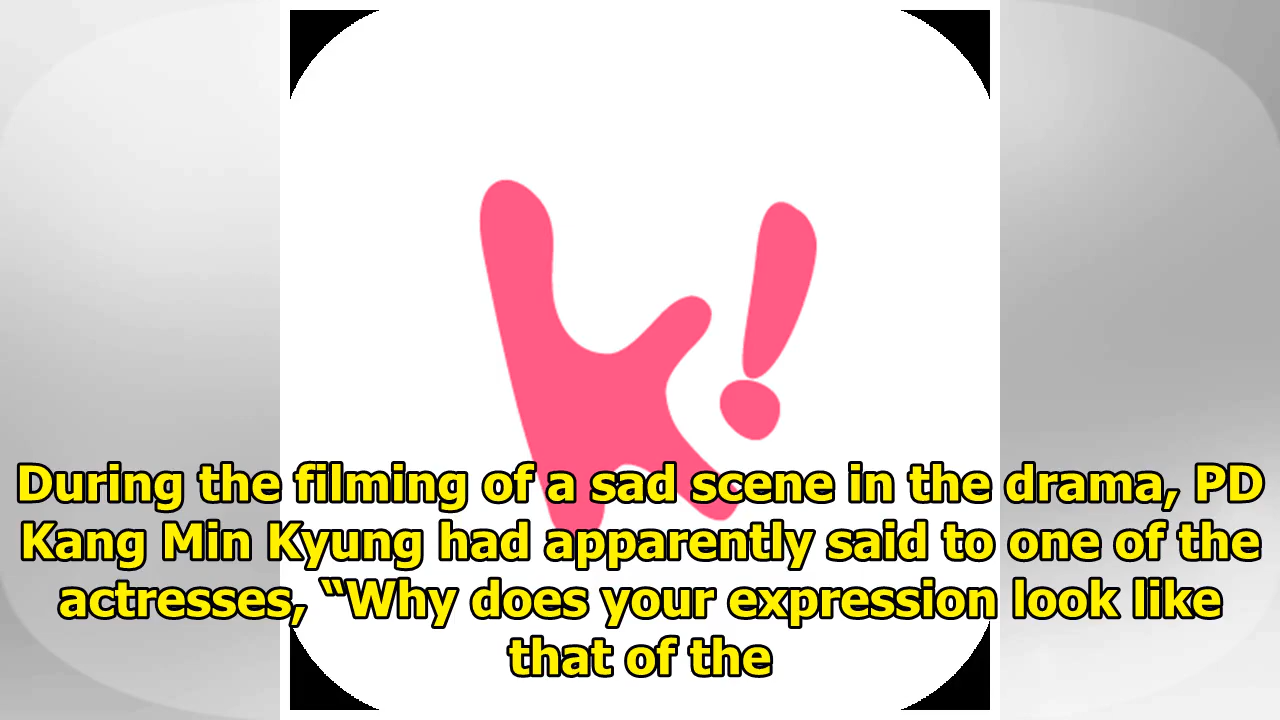 k!
During the filming of a sad scene in the drama, PD
Kang Min Kyung had apparently said to one of the
actresses, “Why does your expression look like
that of the